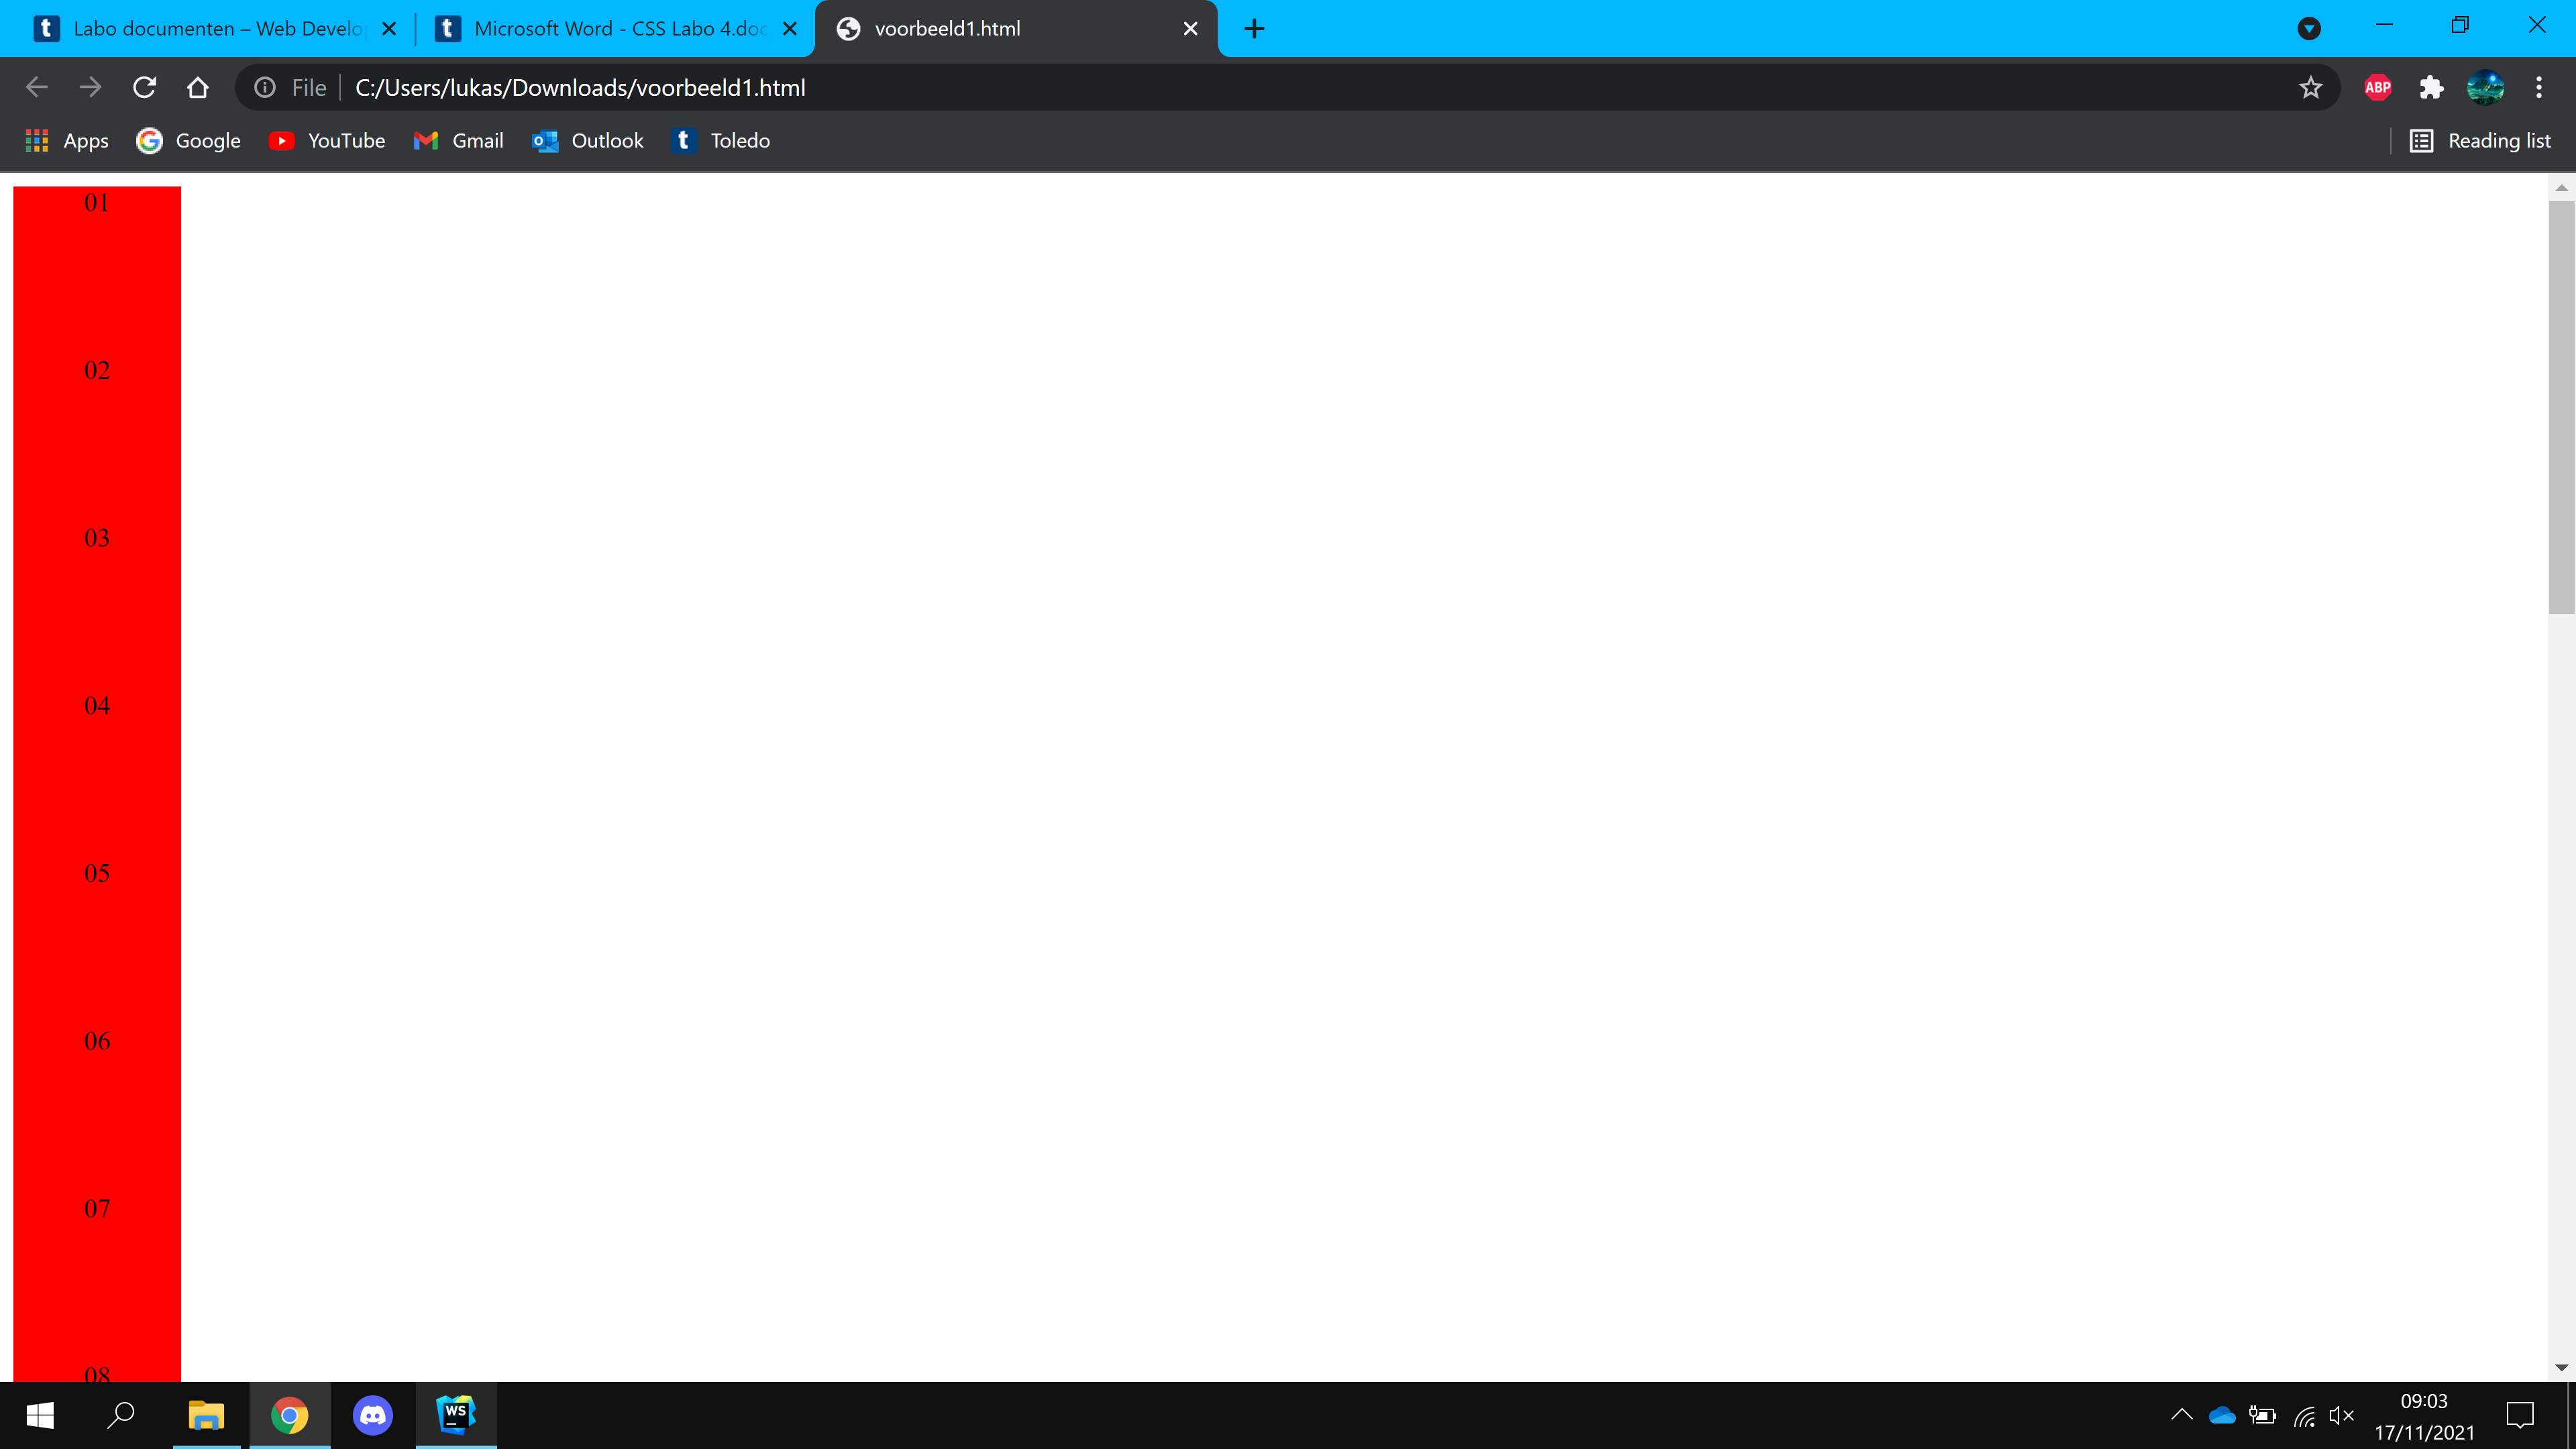 Labo documenten – Web Develo
Microsoft Word - CSS Labo 4.doc
voorbeeld1.html
File
C:/Users/lukas/Downloads/voorbeeld1.html
ABP
Apps
Google
YouTube
Gmail
Outlook
Toledo
Reading list
01
02
03
04
05
06
07
08
WS
09:03
17/11/2021